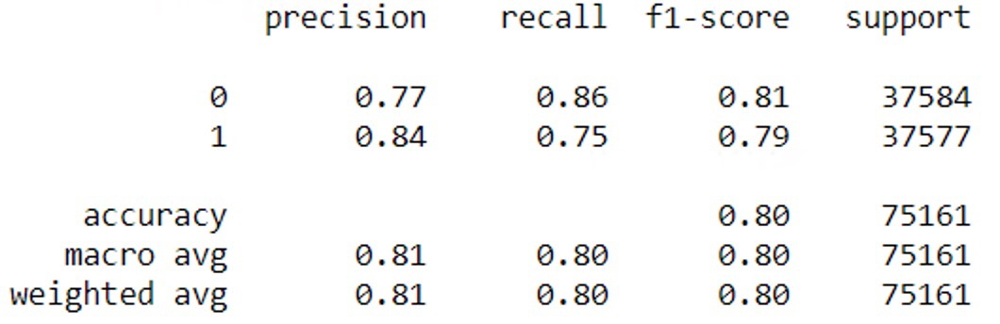 precision recall f1-score support
0 0.77 0.86 0.81 37584
1 0.84 0.75 0.79 37577
accuracy 0.80 75161
macro avg 0.81 0.80 0.80 75161
weighted avg 0.81 0.80 0.80 75161